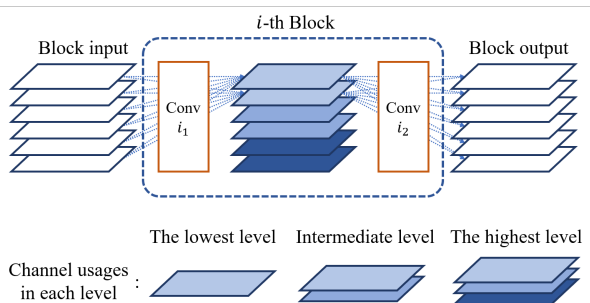 i-th Block
Block input
Block output
Conv
i₁
Conv
i₂
The lowest level
Intermediate level
The highest level
Channel usages
in each level
: